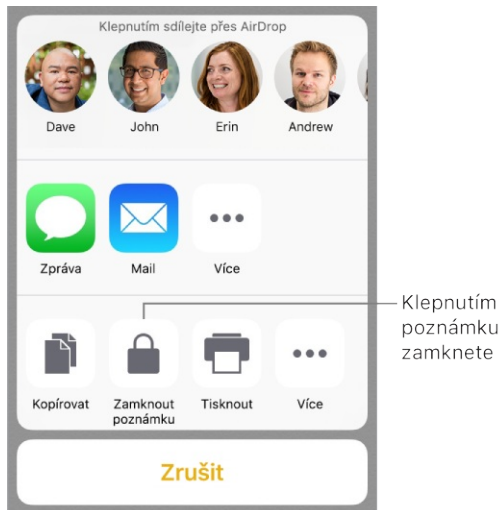 Klepnutím sdílejte přes AirDrop
Dave
John
Erin
Andrew
Zpráva
Mail
Více
Klepnutím
poznámku
zamknete
Kopírovat
Zamknout
poznámku
Tisknout
Více
Zrušit